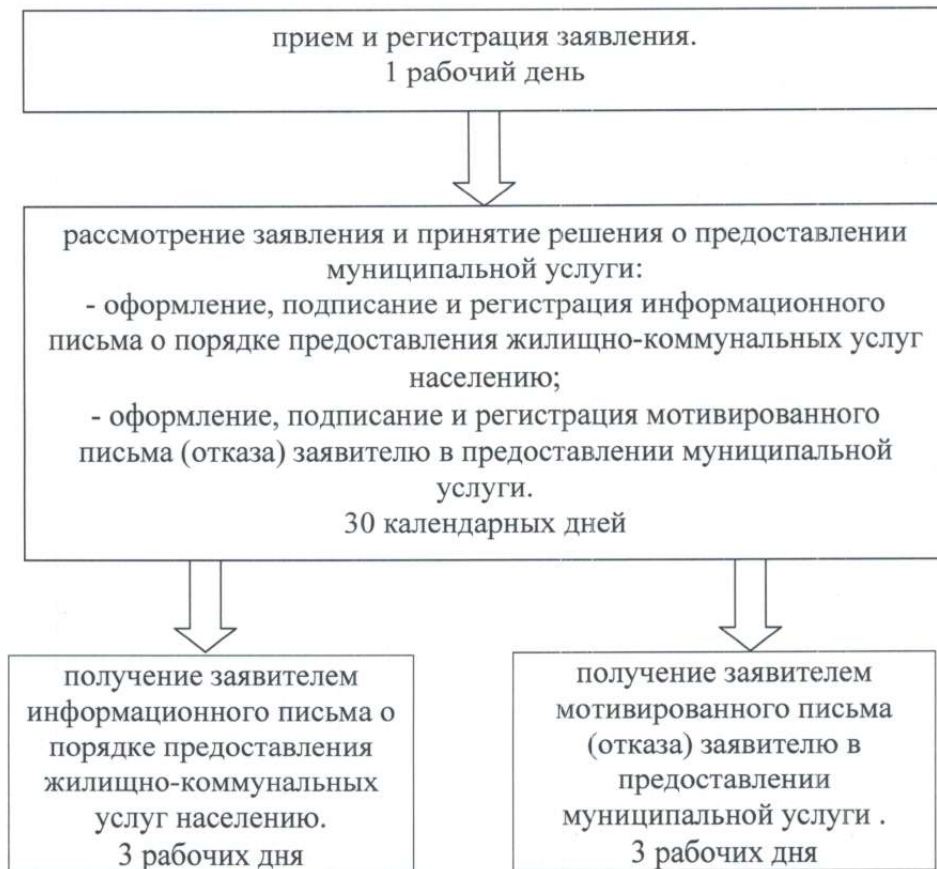 прием и регистрация заявления.
1 рабочий день
рассмотрение заявления и принятие решения о предоставлении
муниципальной услуги:
- оформление, подписание и регистрация информационного
письма о порядке предоставления жилищно-коммунальных услуг
населению;
- оформление, подписание и регистрация мотивированного
письма (отказа) заявителю в предоставлении муниципальной
услуги.
30 календарных дней
получение заявителем
информационного письма о
порядке предоставления
жилищно-коммунальных
услуг населению.
3 рабочих дня
получение заявителем
мотивированного письма
(отказа) заявителю в
предоставлении
муниципальной услуги .
3 рабочих дня